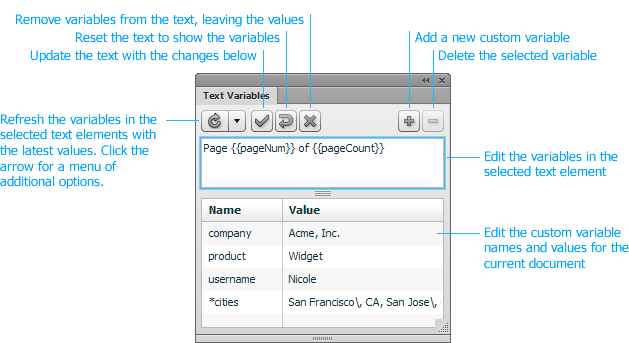 Remove variables from the text, leaving the values
Reset the text to show the variables
Add a new custom variable
Update the text with the changes below
Delete the selected variable
Text Variables
Refresh the variables in the
selected text elements with
the latest values. Click the
arrow for a menu of
additional options.
Page {{pageNum}} of {{pageCount}}
Edit the variables in the
selected text element
Name Value
company Acme, Inc.
product Widget
username Nicole
*cities San Francisco\, CA, San Jose\,
Edit the custom variable
names and values for the
current document